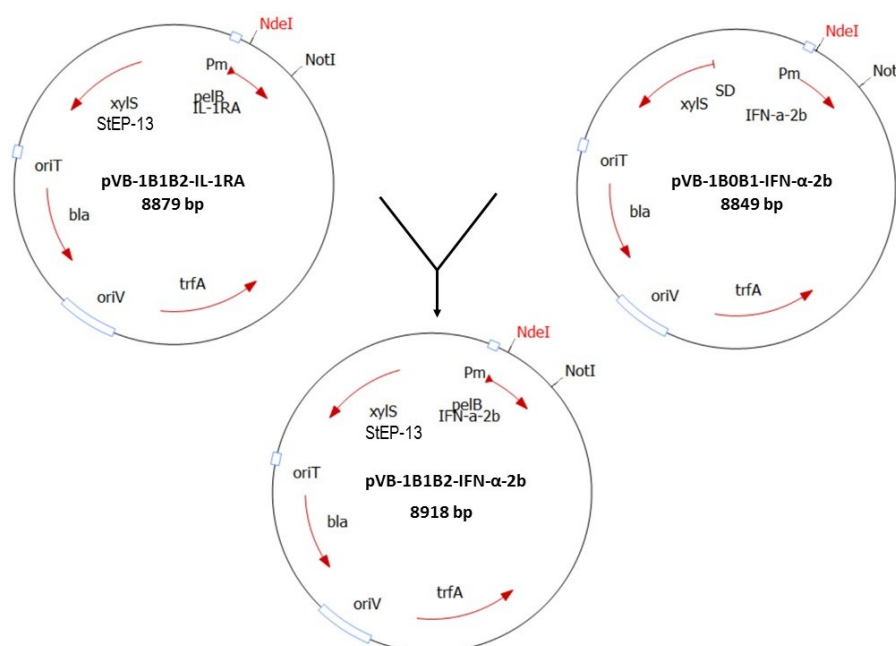 NdeI
NotI
Pm
pelB
IL-1RA
xylS
StEP-13
oriT
pVB-1B1B2-IL-1RA
8879 bp
bla
trfA
oriV
NdeI
Not
Pm
SD
xylS
IFN-a-2b
oriT
pVB-1B0B1-IFN-α-2b
8849 bp
bla
trfA
oriV
NdeI
NotI
Pm
pelB
xylS
IFN-a-2b
StEP-13
oriT
pVB-1B1B2-IFN-α-2b
8918 bp
bla
trfA
oriV